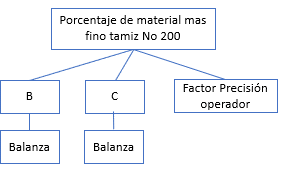 Porcentaje de material mas
fino tamiz No 200
B
C
Factor Precisión
operador
Balanza
Balanza